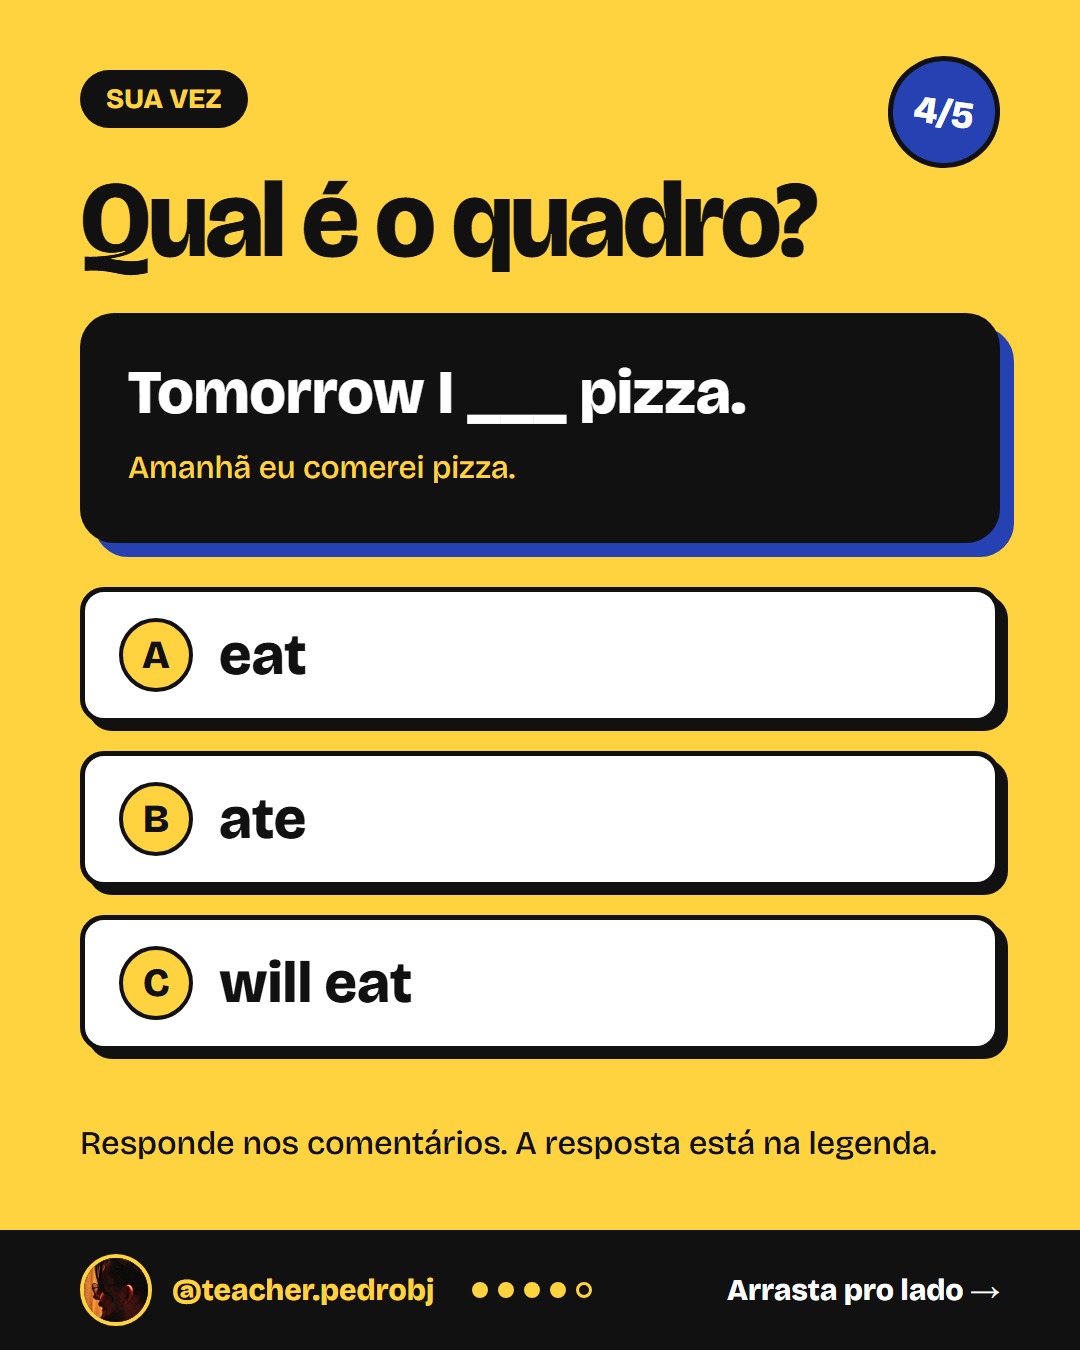 SUA VEZ
4/5
Qual é o quadro?
Tomorrow I ___ pizza.
Amanhã eu comerei pizza.
A eat
B ate
C will eat
Responde nos comentários. A resposta está na legenda.
@teacher.pedrobj
Arrasta pro lado →